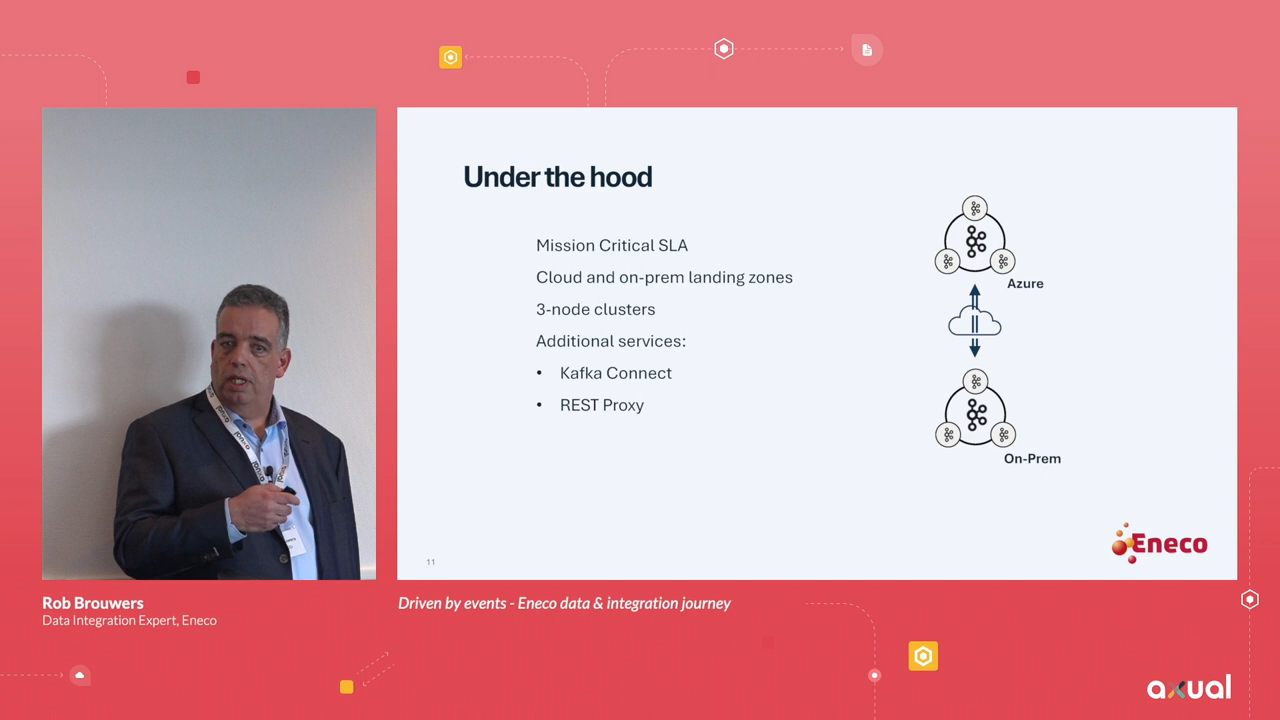 Under the hood
Mission Critical SLA
Cloud and on-prem landing zones
3-node clusters
Additional services:
• Kafka Connect
• REST Proxy
Azure
On-Prem
Eneco
11
Rob Brouwers
Data Integration Expert, Eneco
Driven by events - Eneco data & integration journey
axual